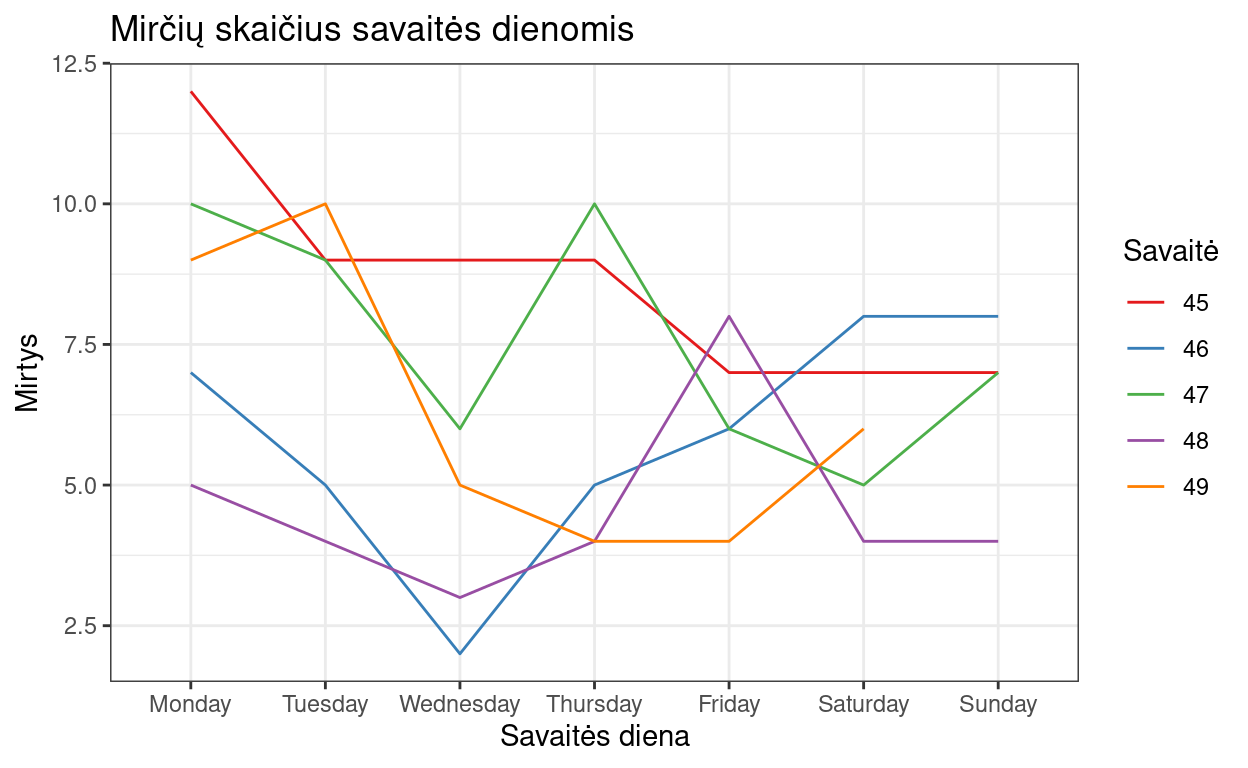 Mirčių skaičius savaitės dienomis
12.5
10.0
7.5
5.0
2.5
Mirtys
Monday Tuesday Wednesday Thursday Friday Saturday Sunday
Savaitės diena
Savaitė
45
46
47
48
49